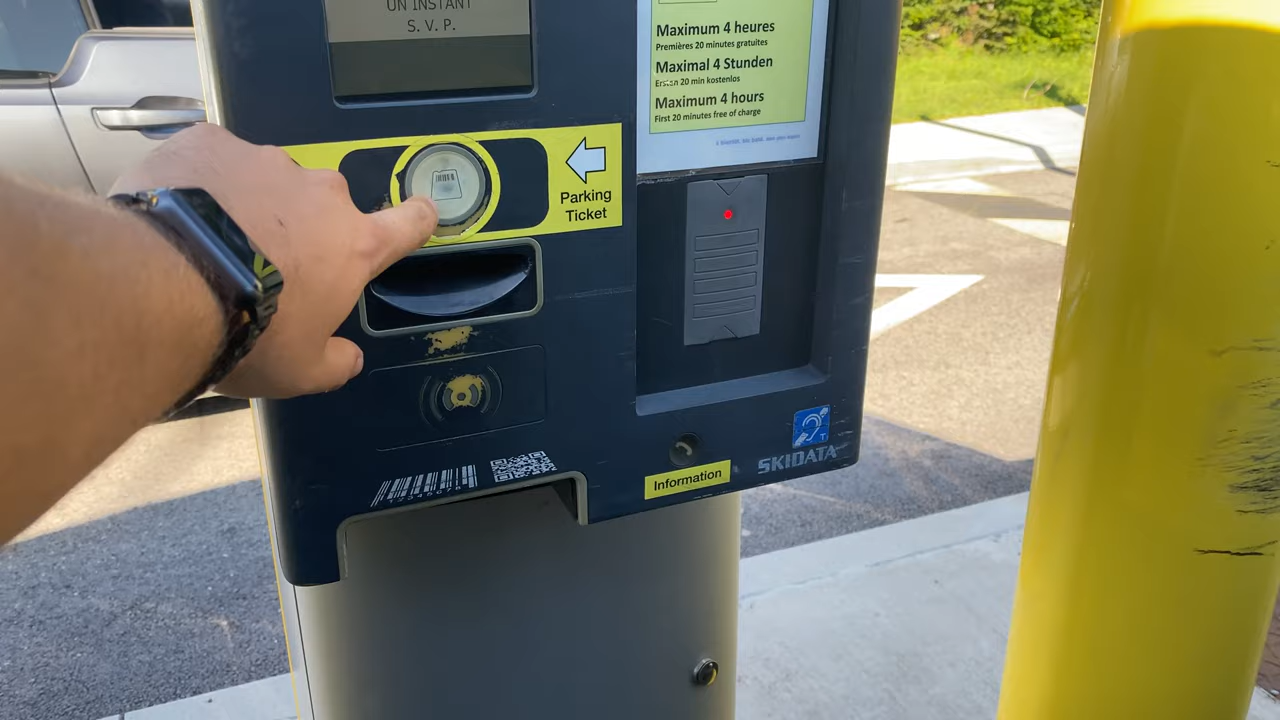 UN INSTANT
S. V. P.
Maximum 4 heures
Premières 20 minutes gratuites
Maximal 4 Stunden
Ersten 20 min kostenlos
Maximum 4 hours
First 20 minutes free of charge
Parking
Ticket
Information
T
SKIDATA